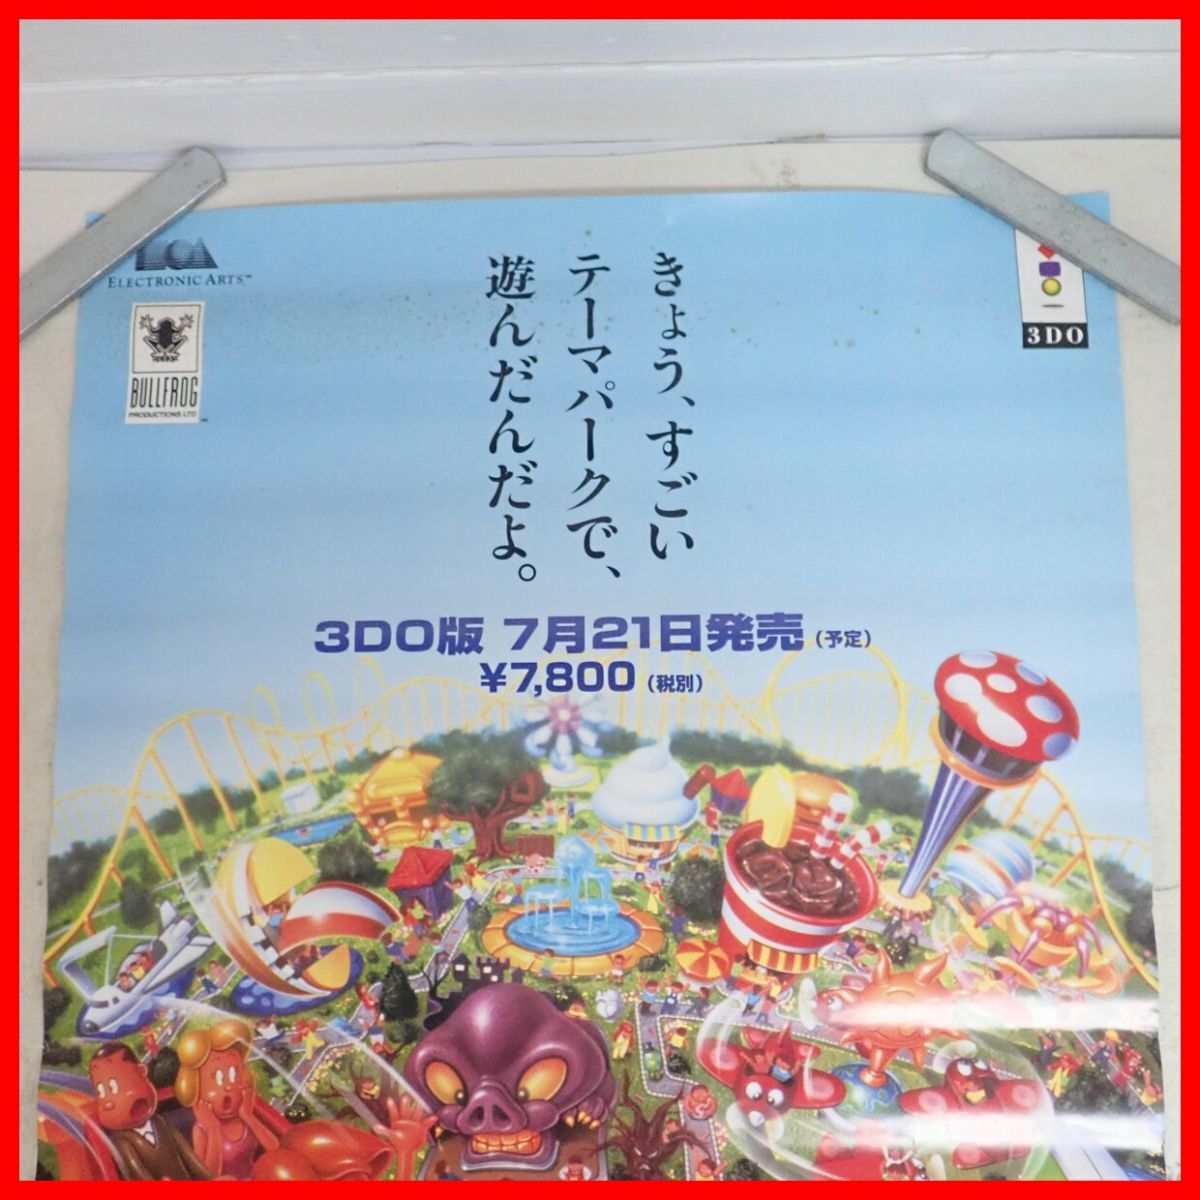 ELECTRONIC ARTS™
BULLFROG
PRODUCTIONS LTD
™
3DO
きょう、すごい
テーマパークで、
遊んだんだよ。
3DO版 7月21日発売（予定）
¥7,800（税別）